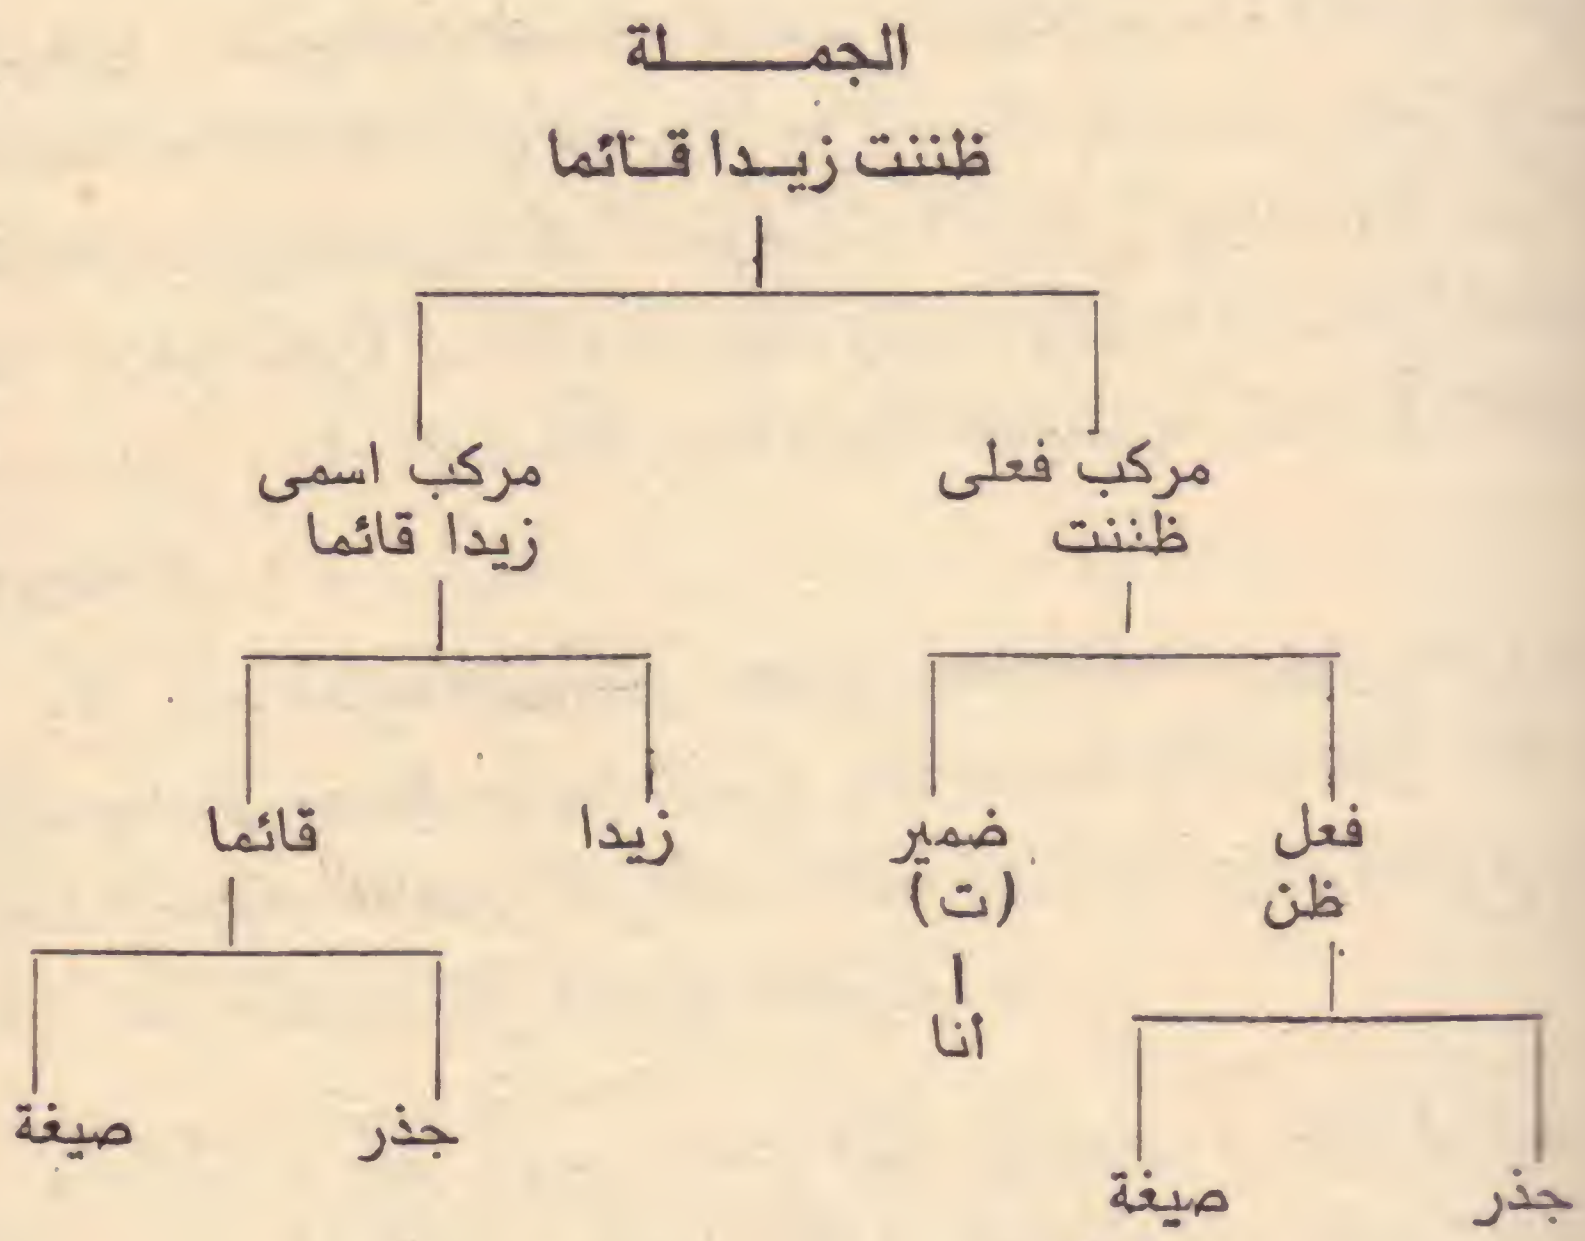 الجملة
ظننت زيدا قائما
مركب فعلى
ظننت
مركب اسمى
زيدا قائما
فعل
ظن
ضمير
(ت)
أنا
زيدا
قائما
جذر
صيغة
جذر
صيغة